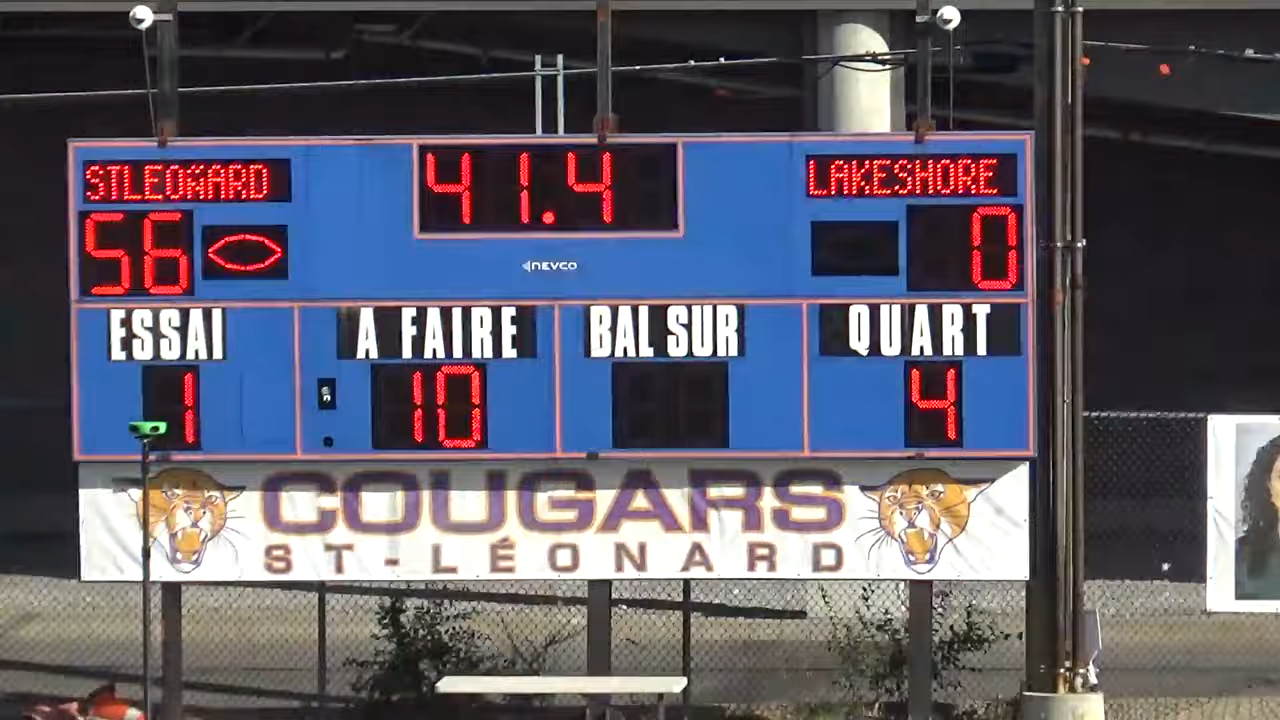 STLEONARD 41.4 LAKESHORE
56 0
NEVCO
ESSAI A FAIRE BAL SUR QUART
1 10 4
COUGARS
ST-LÉONARD